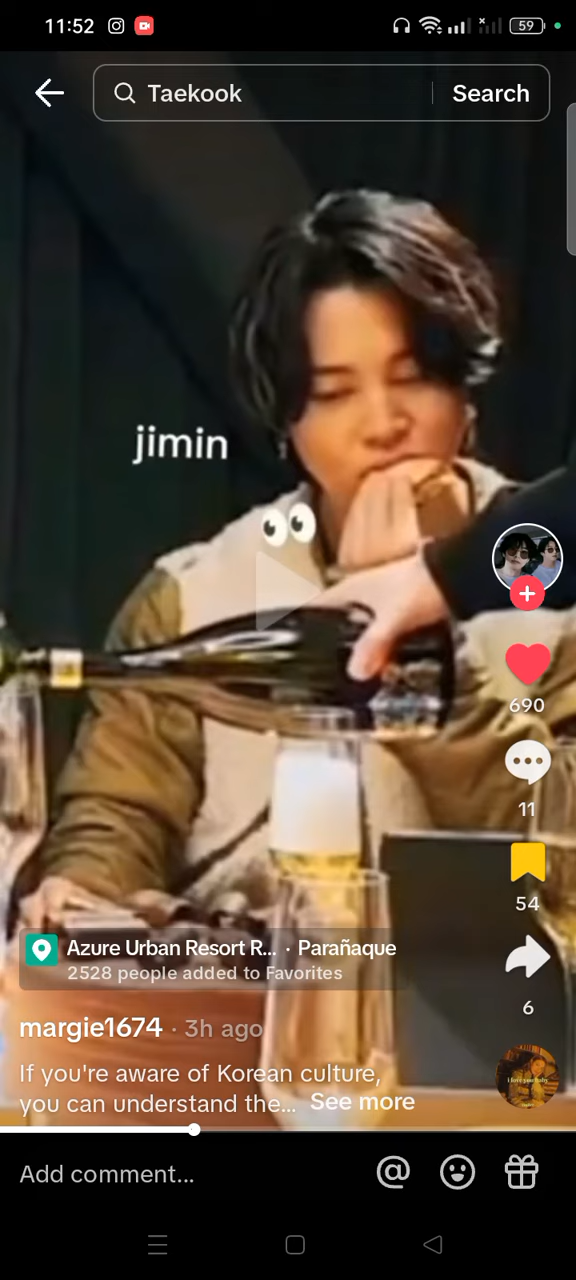 11:52
59
Taekook
Search
jimin
690
11
54
6
Azure Urban Resort R... · Parañaque
2528 people added to Favorites
margie1674 · 3h ago
If you're aware of Korean culture,
you can understand the... See more
Add comment...